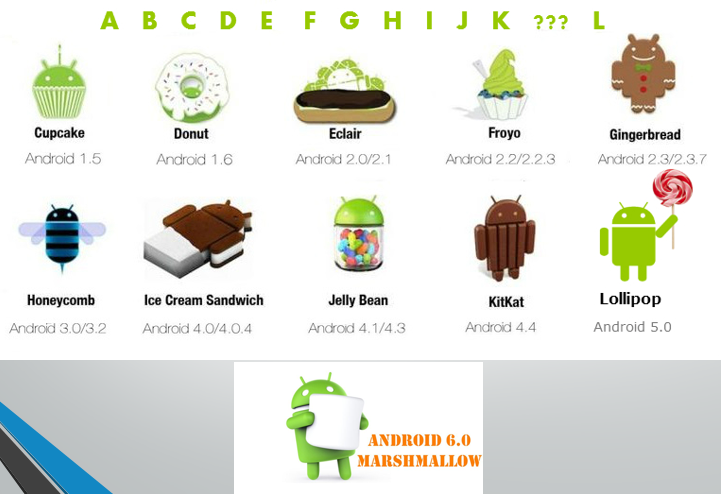 A B C D E F G H I J K ??? L
Cupcake Donut Eclair Froyo Gingerbread
Android 1.5 Android 1.6 Android 2.0/2.1 Android 2.2/2.2.3 Android 2.3/2.3.7
Honeycomb Ice Cream Sandwich Jelly Bean KitKat Lollipop
Android 3.0/3.2 Android 4.0/4.0.4 Android 4.1/4.3 Android 4.4 Android 5.0
ANDROID 6.0
MARSHMALLOW